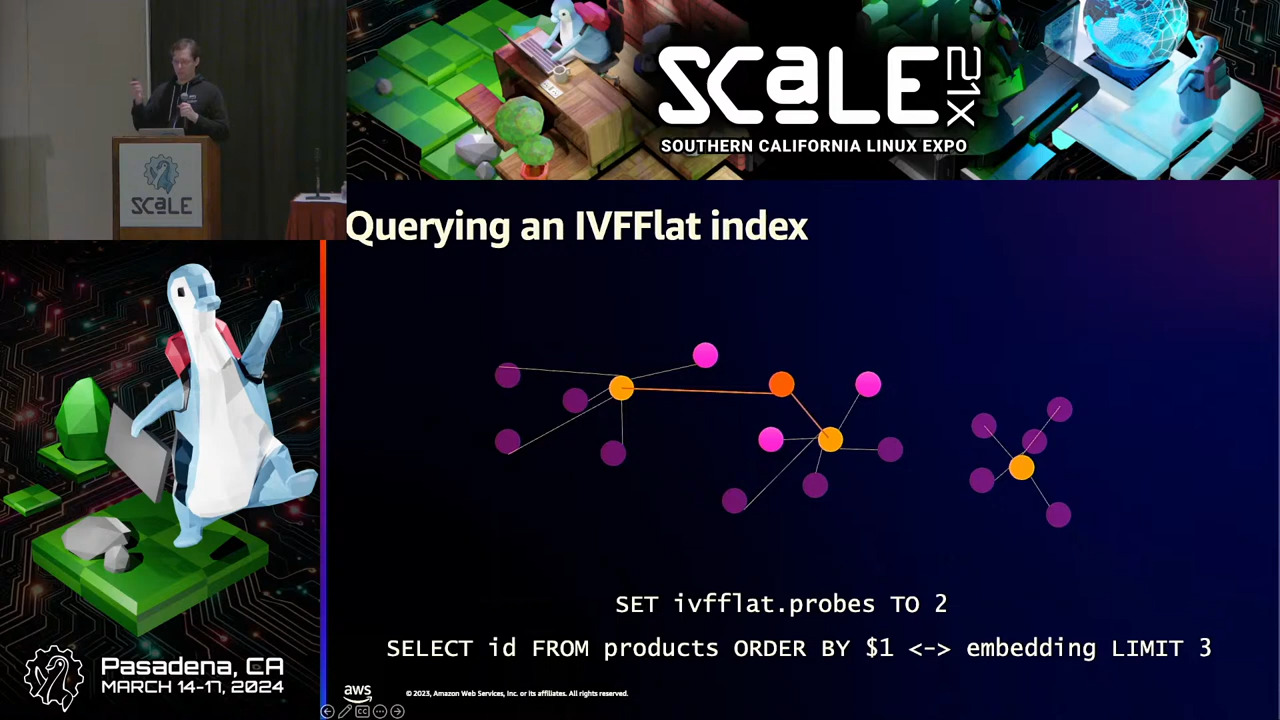 SCALE
21X
SOUTHERN CALIFORNIA LINUX EXPO
SCALE
Querying an IVFFlat index
SET ivfflat.probes TO 2
SELECT id FROM products ORDER BY $1 <-> embedding LIMIT 3
Pasadena, CA
MARCH 14-17, 2024
aws
© 2023, Amazon Web Services, Inc. or its affiliates. All rights reserved.
CC